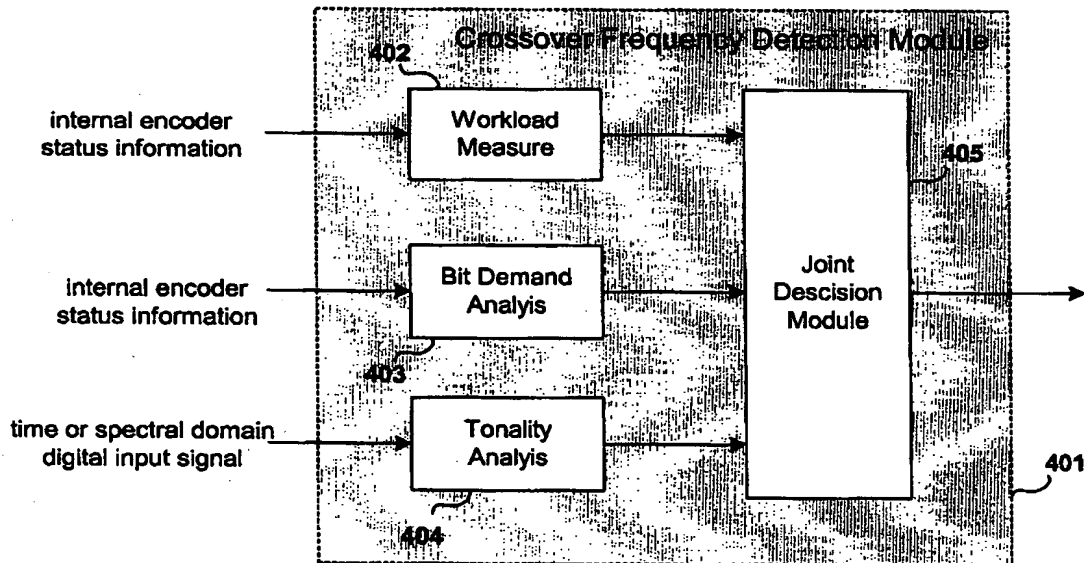 Crossover Frequency Detection Module
402
internal encoder
status information
Workload
Measure
405
internal encoder
status information
Bit Demand
Analyis
Joint
Descision
Module
403
time or spectral domain
digital input signal
Tonality
Analyis
401
404